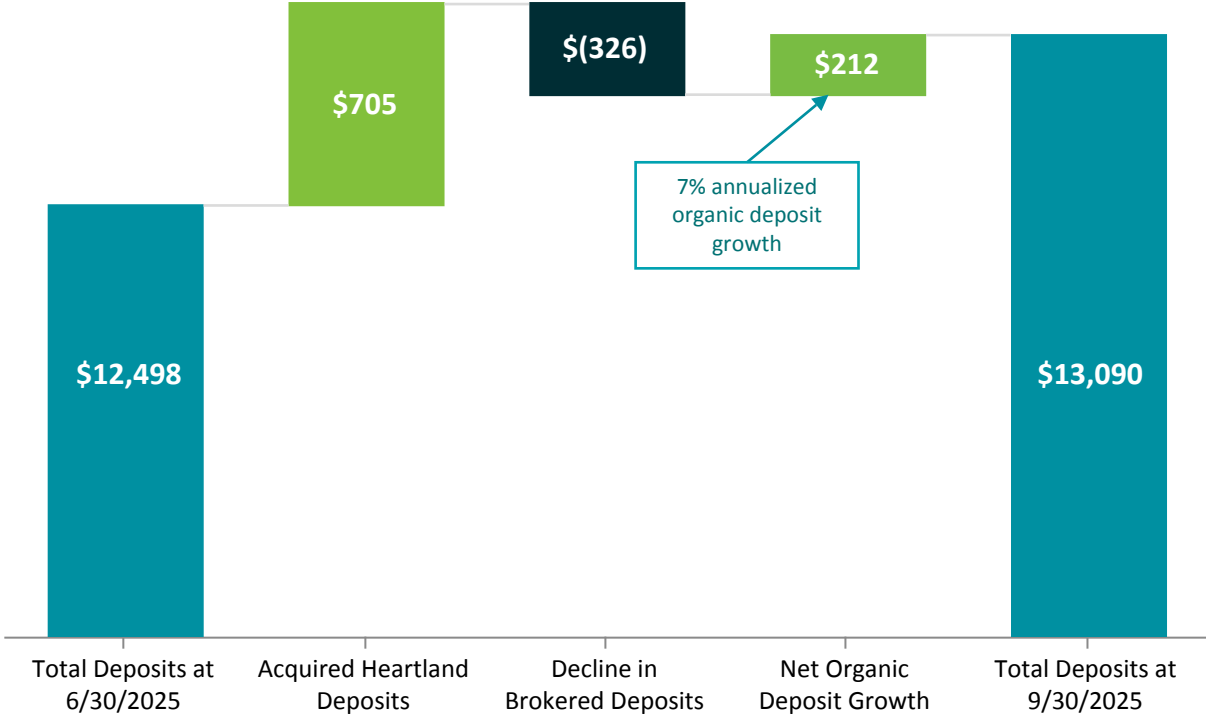 $(326)
$212
$705
7% annualized
organic deposit
growth
$12,498
$13,090
Total Deposits at
6/30/2025
Acquired Heartland
Deposits
Decline in
Brokered Deposits
Net Organic
Deposit Growth
Total Deposits at
9/30/2025